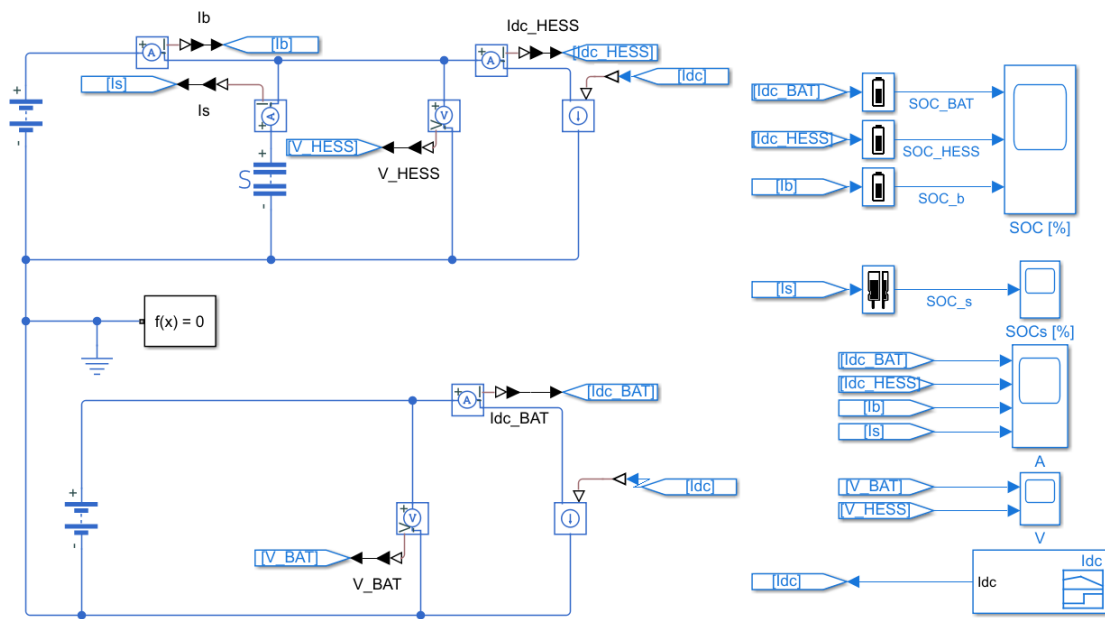 Ib
[Ib]
Idc_HESS
[Idc_HESS]
[Is]
Is
[Idc]
[V_HESS]
V_HESS
S
f(x) = 0
[Idc_BAT]
Idc_BAT
[Idc]
[V_BAT]
V_BAT
[Idc_BAT]
SOC_BAT
[Idc_HESS]
SOC_HESS
[Ib]
SOC_b
SOC [%]
[Is]
SOC_s
SOCs [%]
[Idc_BAT]
[Idc_HESS]
[Ib]
[Is]
A
[V_BAT]
[V_HESS]
V
Idc
[Idc]
Idc